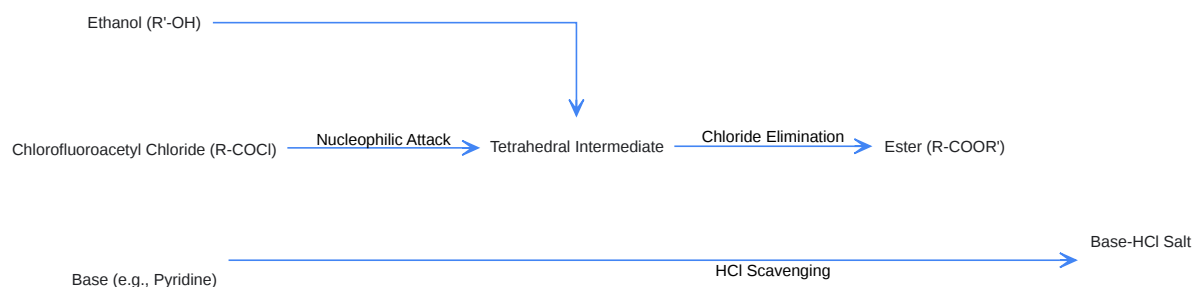 Ethanol (R'-OH)
Chlorofluoroacetyl Chloride (R-COCl)
Nucleophilic Attack
Tetrahedral Intermediate
Chloride Elimination
Ester (R-COOR')
Base (e.g., Pyridine)
HCl Scavenging
Base-HCl Salt